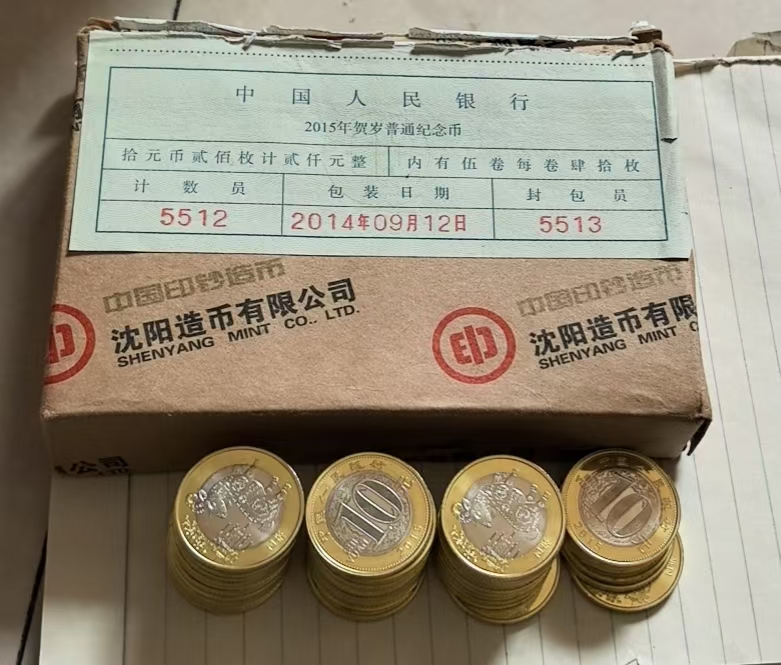 中国人民银行
2015年贺岁普通纪念币
拾元币贰佰枚计贰仟元整 内有伍卷每卷肆拾枚
计数员 包装日期 封包员
5512 2014年09月12日 5513
中国印钞造币
沈阳造币有限公司
SHENYANG MINT CO., LTD.
中国印钞造币
沈阳造币有限
SHENYANG MINT
公司
10
10